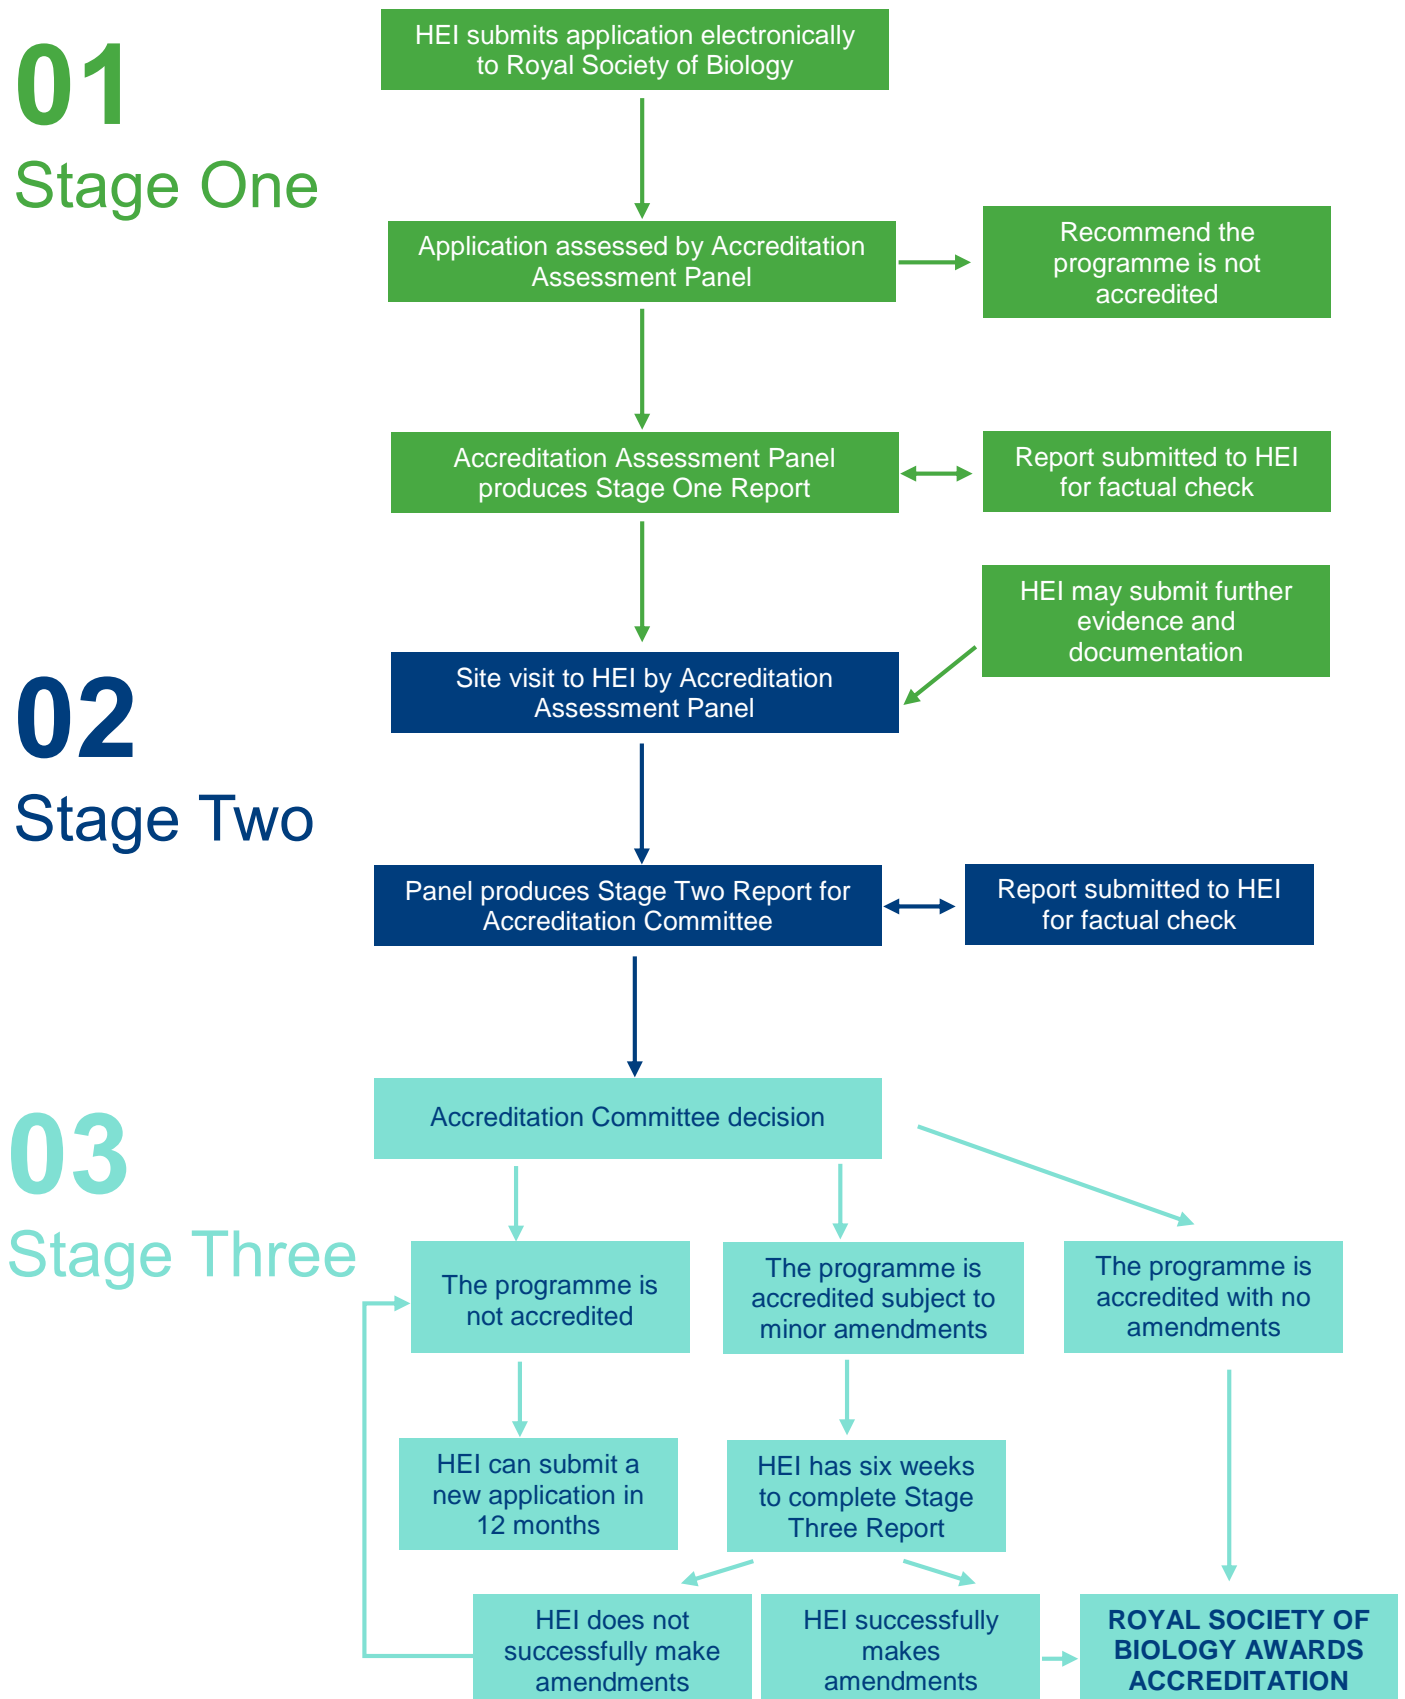 01
Stage One
HEI submits application electronically
to Royal Society of Biology
Application assessed by Accreditation
Assessment Panel
Recommend the
programme is not
accredited
Accreditation Assessment Panel
produces Stage One Report
Report submitted to HEI
for factual check
HEI may submit further
evidence and
documentation
02
Stage Two
Site visit to HEI by Accreditation
Assessment Panel
Panel produces Stage Two Report for
Accreditation Committee
Report submitted to HEI
for factual check
03
Stage Three
Accreditation Committee decision
The programme is
not accredited
The programme is
accredited subject to
minor amendments
The programme is
accredited with no
amendments
HEI can submit a
new application in
12 months
HEI has six weeks
to complete Stage
Three Report
HEI does not
successfully make
amendments
HEI successfully
makes
amendments
ROYAL SOCIETY OF
BIOLOGY AWARDS
ACCREDITATION